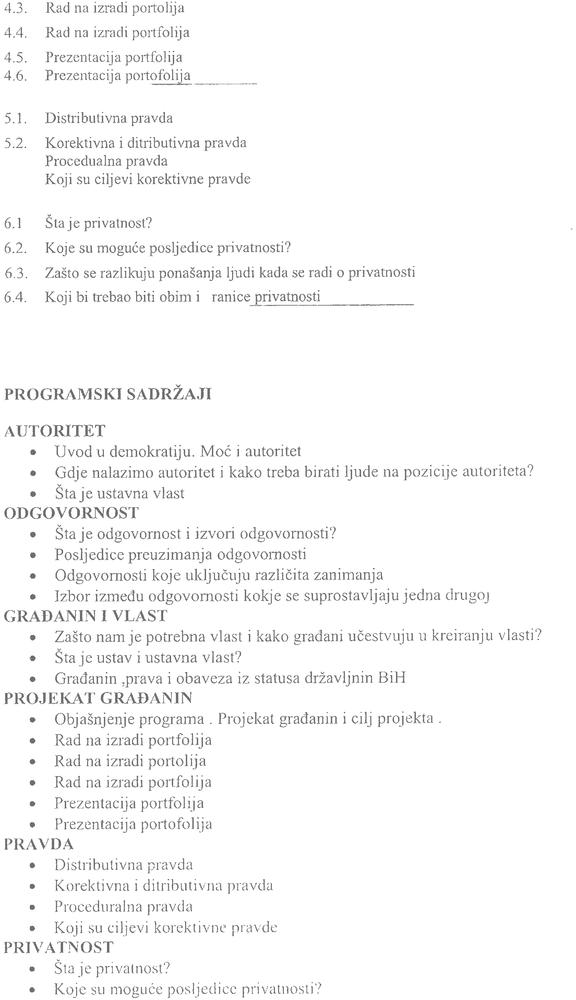 4.3. Rad na izradi portolija
4.4. Rad na izradi portfolija
4.5. Prezentacija portfolija
4.6. Prezentacija portofolija
5.1. Distributivna pravda
5.2. Korektivna i ditributivna pravda
Procedualna pravda
Koji su ciljevi korektivne pravde
6.1 Šta je privatnost?
6.2. Koje su moguće posljedice privatnosti?
6.3. Zašto se razlikuju ponašanja ljudi kada se radi o privatnosti
6.4. Koji bi trebao biti obim i ranice privatnosti
PROGRAMSKI SADRŽAJI
AUTORITET
• Uvod u demokratiju. Moć i autoritet
• Gdje nalazimo autoritet i kako treba birati ljude na pozicije autoriteta?
• Šta je ustavna vlast
ODGOVORNOST
• Šta je odgovornost i izvori odgovornosti?
• Posljedice preuzimanja odgovornosti
• Odgovornosti koje uključuju različita zanimanja
• Izbor između odgovornosti kokje se suprostavljaju jedna drugoj
GRAĐANIN I VLAST
• Zašto nam je potrebna vlast i kako građani učestvuju u kreiranju vlasti?
• Šta je ustav i ustavna vlast?
• Građanin ,prava i obaveza iz statusa državljnin BiH
PROJEKAT GRAĐANIN
• Objašnjenje programa . Projekat građanin i cilj projekta .
• Rad na izradi portfolija
• Rad na izradi portolija
• Rad na izradi portfolija
• Prezentacija portfolija
• Prezentacija portofolija
PRAVDA
• Distributivna pravda
• Korektivna i ditributivna pravda
• Proceduralna pravda
• Koji su ciljevi korektivne pravde
PRIVATNOST
• Šta je privatnost?
• Koje su moguće posljedice privatnosti?